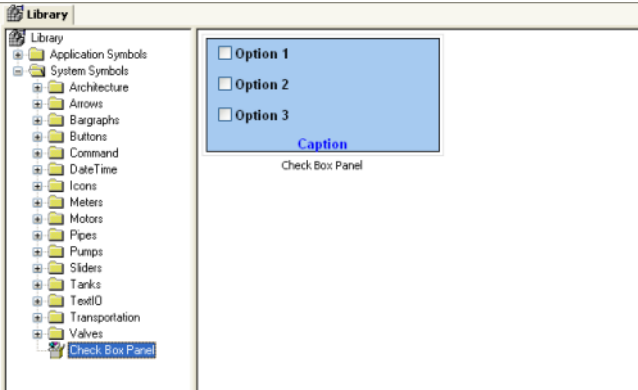 Library
Library
Application Symbols
System Symbols
Architecture
Arrows
Bargraphs
Buttons
Command
DateTime
Icons
Meters
Motors
Pipes
Pumps
Sliders
Tanks
TextIO
Transportation
Valves
Check Box Panel
Option 1
Option 2
Option 3
Caption
Check Box Panel